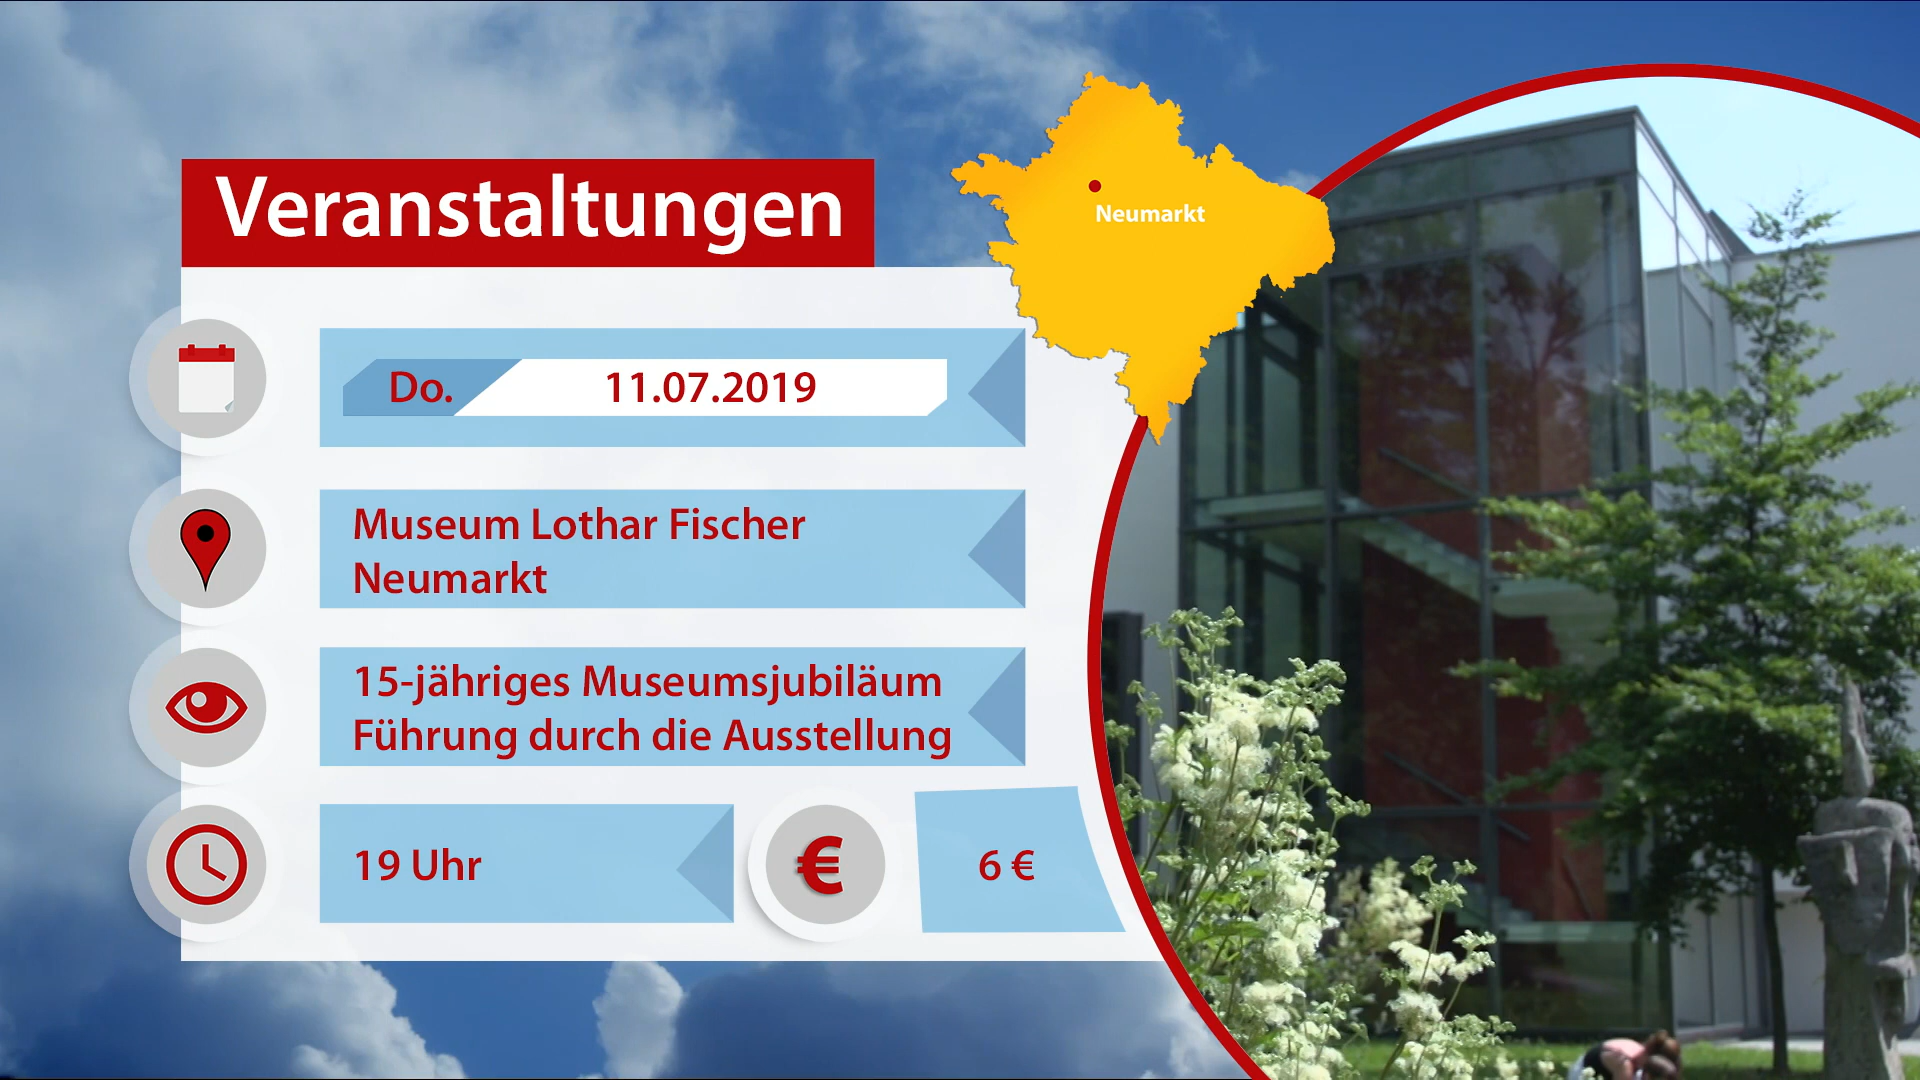 Veranstaltungen
Neumarkt
Do. 11.07.2019
Museum Lothar Fischer
Neumarkt
15-jähriges Museumsjubiläum
Führung durch die Ausstellung
19 Uhr
€
6 €